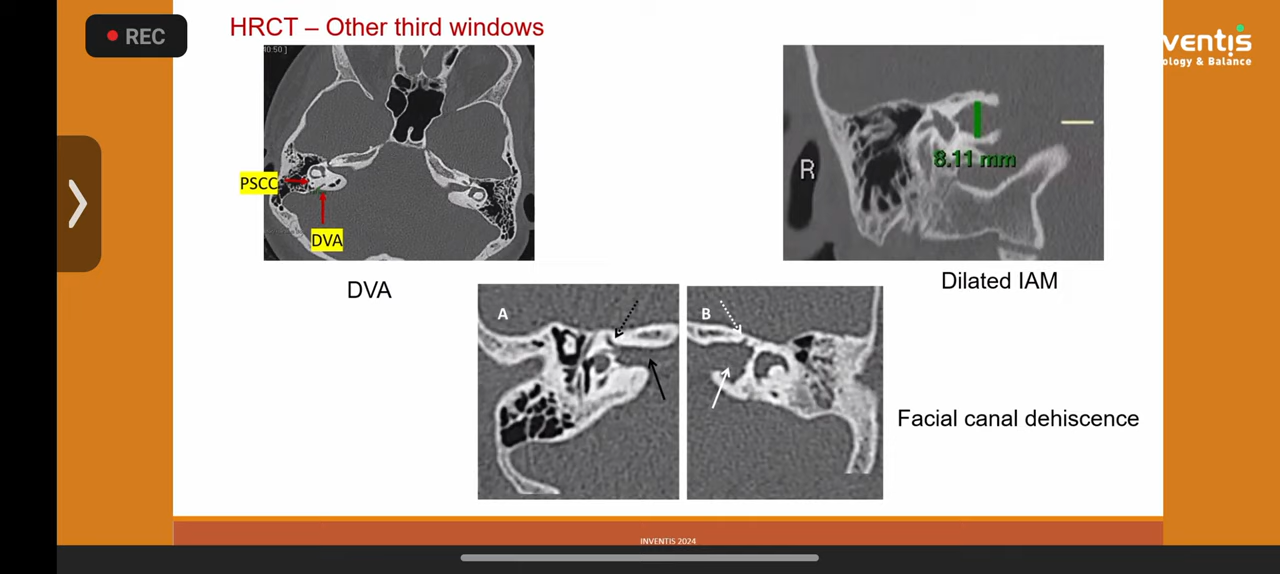 REC
HRCT – Other third windows
ventis
ology & Balance
PSCC
DVA
DVA
R
8.11 mm
Dilated IAM
A
B
Facial canal dehiscence
INVENTIS 2024